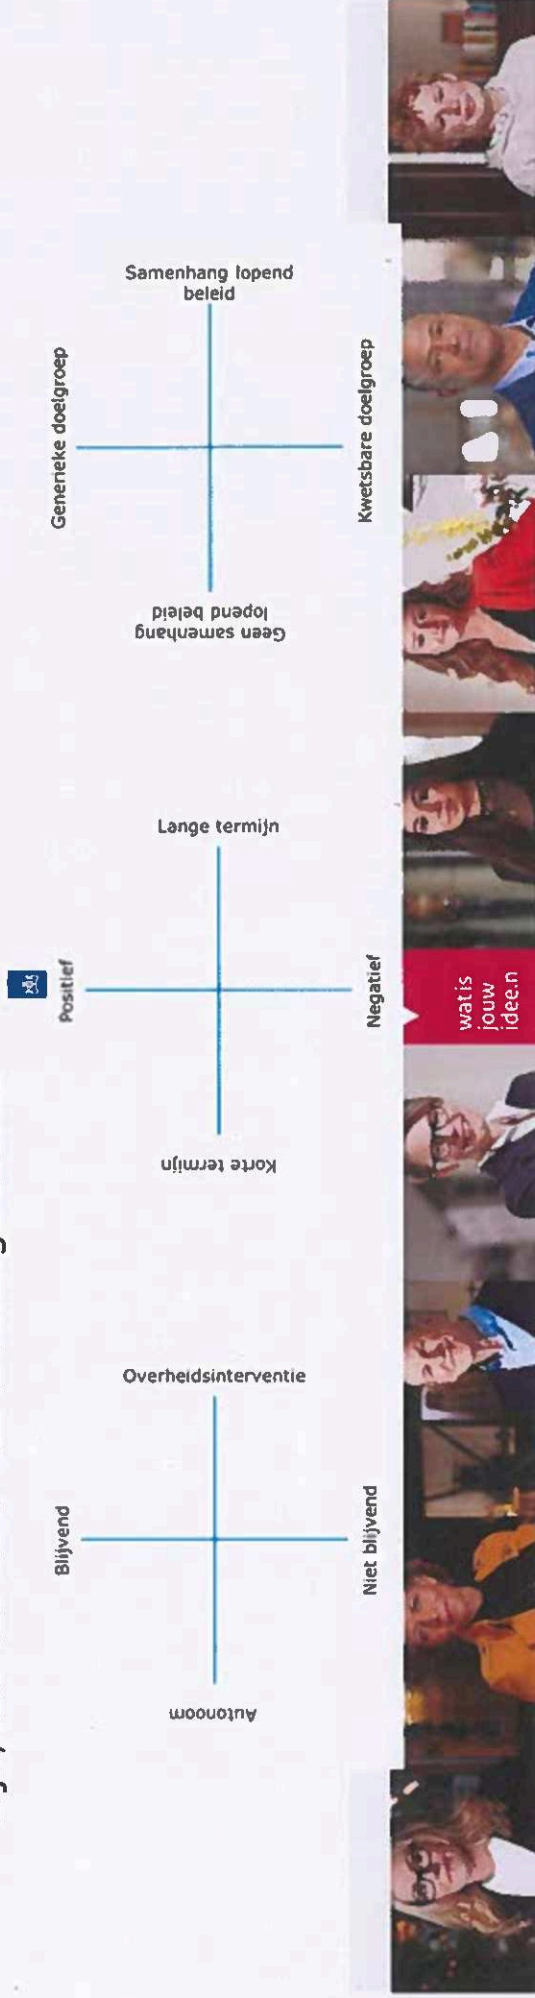 Blijvend
Autonoom
Overheidsinterventie
Niet blijvend
Positief
Korte termijn
Lange termijn
Negatief
Generieke doelgroep
Geen samenhang
lopend beleid
Samenhang lopend
beleid
Kwetsbare doelgroep
wat is
jouw
idee.n